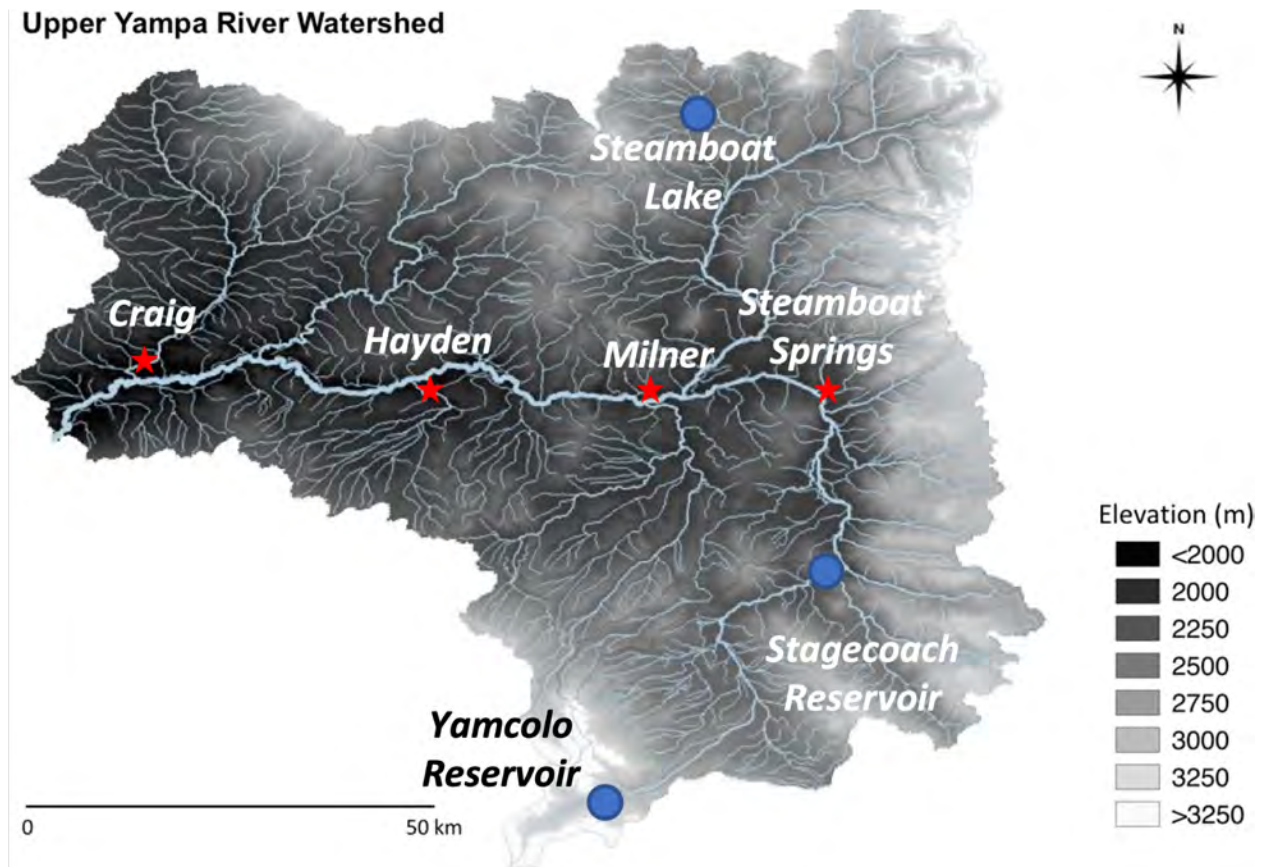 Upper Yampa River Watershed
N
Steamboat
Lake
Craig
Hayden
Milner
Steamboat
Springs
Elevation (m)
<2000
2000
2250
2500
2750
3000
3250
>3250
Stagecoach
Reservoir
Yamcolo
Reservoir
0
50 km